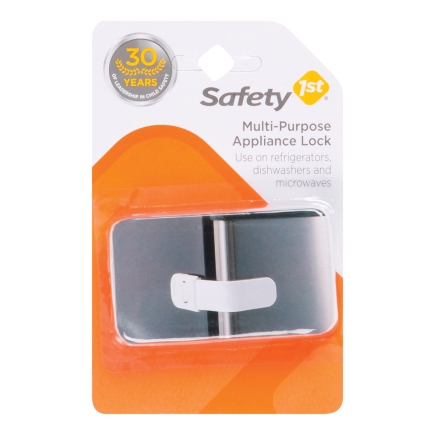 30
YEARS
OF LEADERSHIP IN CHILD SAFETY
Safety 1st®
Multi-Purpose
Appliance Lock
Use on refrigerators,
dishwashers and
microwaves